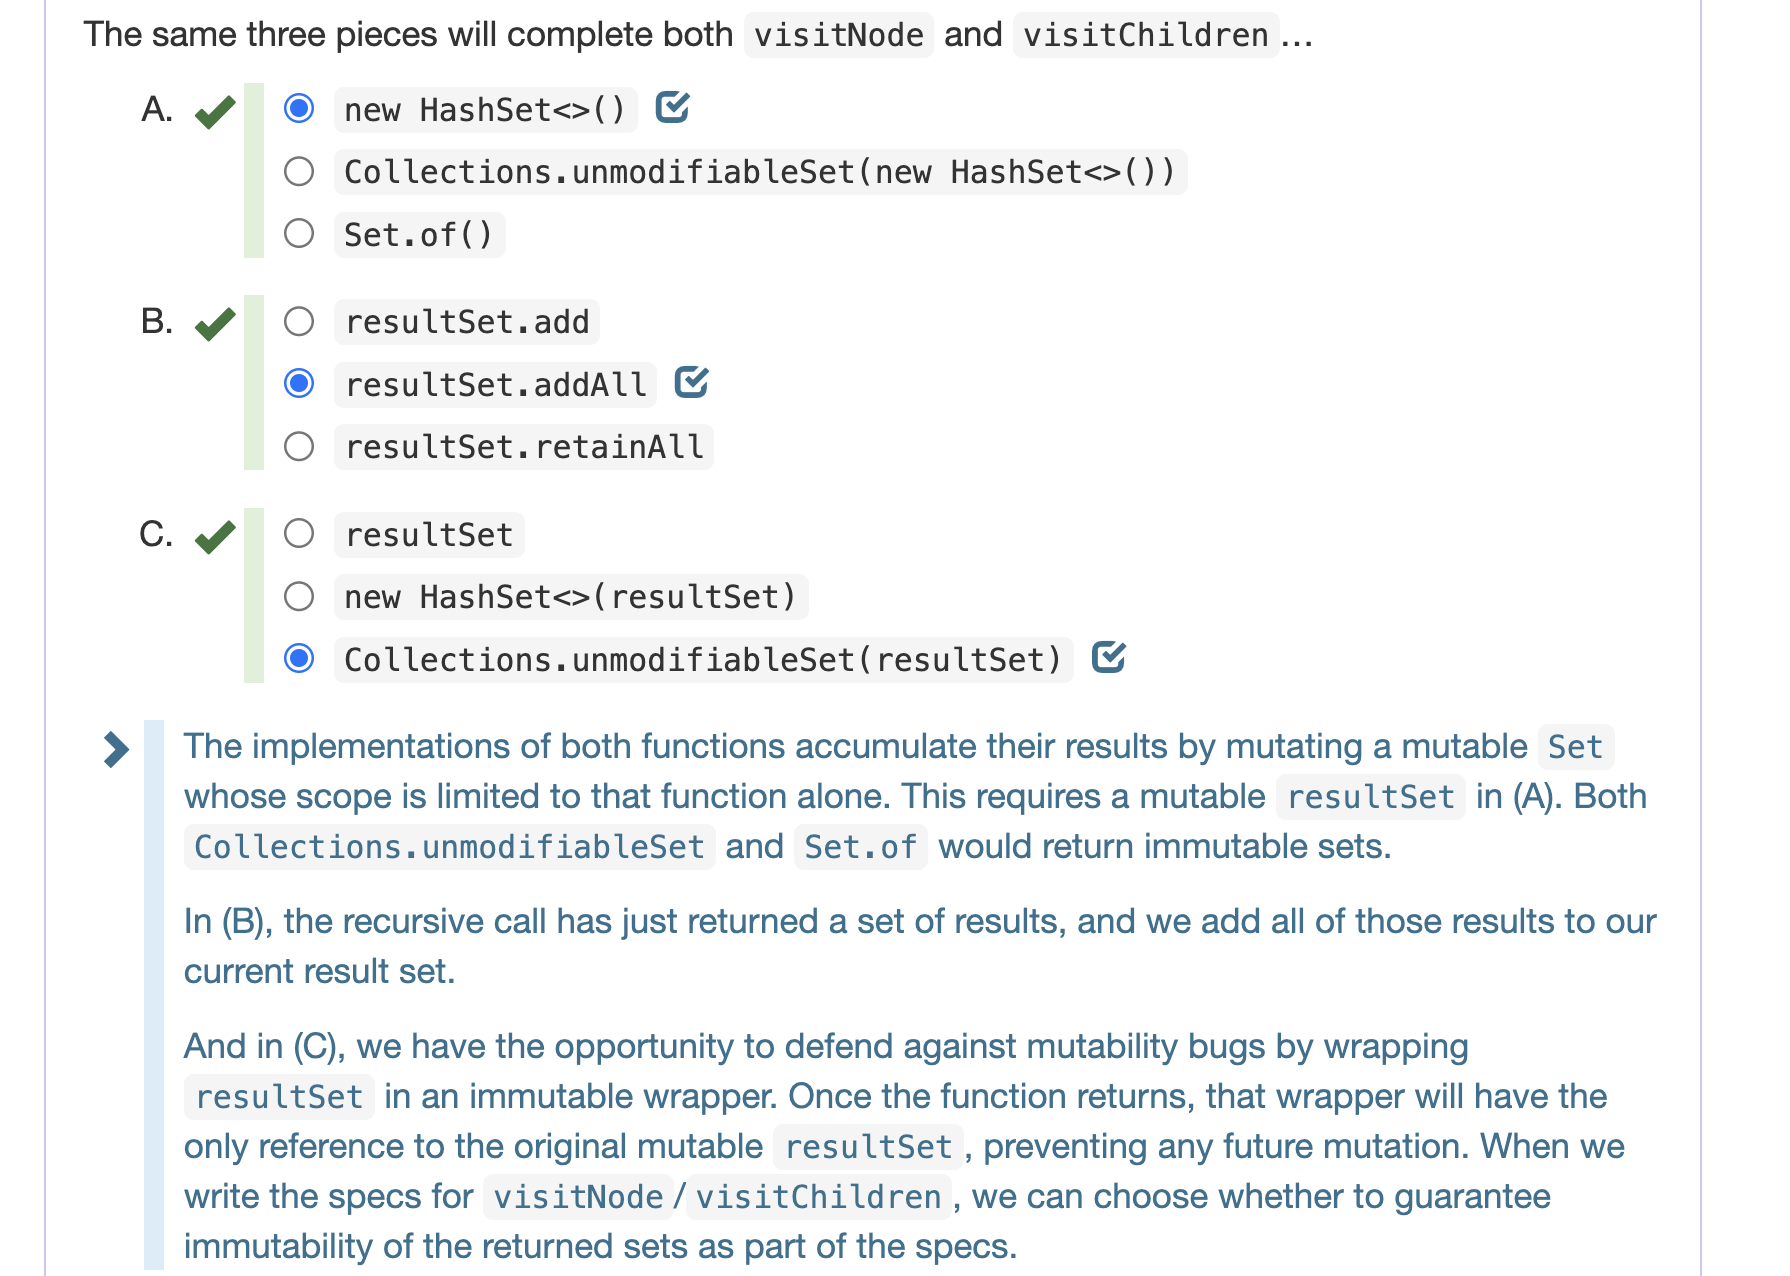 The same three pieces will complete both visitNode and visitChildren…
A. new HashSet<>()
Collections.unmodifiableSet(new HashSet<>())
Set.of()
B. resultSet.add
resultSet.addAll
resultSet.retainAll
C. resultSet
new HashSet<>(resultSet)
Collections.unmodifiableSet(resultSet)
The implementations of both functions accumulate their results by mutating a mutable Set
whose scope is limited to that function alone. This requires a mutable resultSet in (A). Both
Collections.unmodifiableSet and Set.of would return immutable sets.
In (B), the recursive call has just returned a set of results, and we add all of those results to our
current result set.
And in (C), we have the opportunity to defend against mutability bugs by wrapping
resultSet in an immutable wrapper. Once the function returns, that wrapper will have the
only reference to the original mutable resultSet, preventing any future mutation. When we
write the specs for visitNode/visitChildren, we can choose whether to guarantee
immutability of the returned sets as part of the specs.